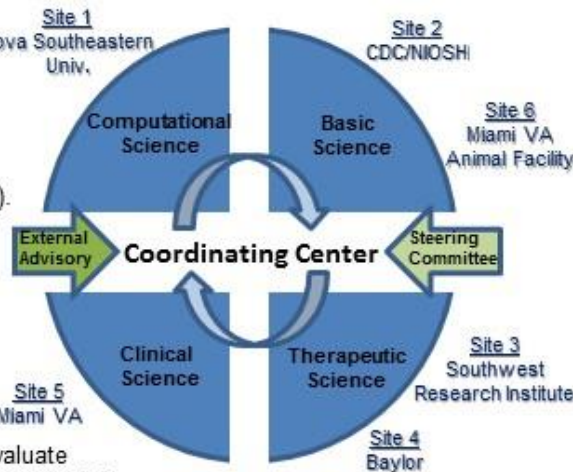 Site 1
ova Southeastern
Univ.
Site 2
CDC/NIOSH
Computational
Science
Basic
Science
Site 6
Miami VA
Animal Facility
).
External
Advisory
Coordinating Center
Steering
Committee
Clinical
Science
Therapeutic
Science
Site 3
Southwest
Research Institute
Site 5
Miami VA
Site 4
Baylor
valuate